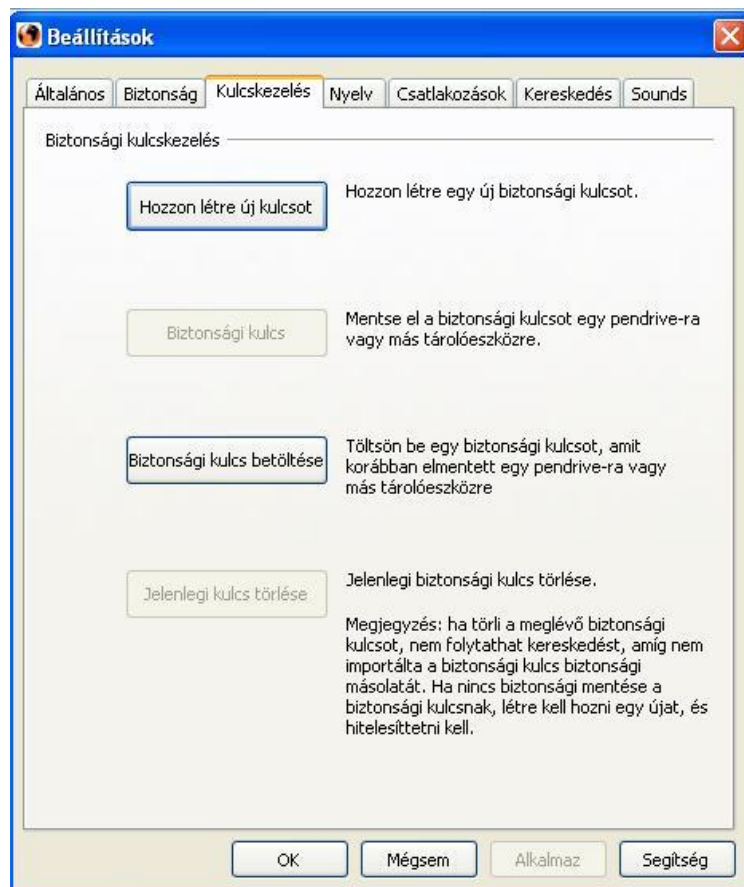 Beállítások
Általános Biztonság Kulcskezelés Nyelv Csatlakozások Kereskedés Sounds
Biztonsági kulcskezelés
Hozzon létre új kulcsot
Hozzon létre egy új biztonsági kulcsot.
Biztonsági kulcs
Mentse el a biztonsági kulcsot egy pendrive-ra
vagy más tárolóeszközre.
Biztonsági kulcs betöltése
Töltsön be egy biztonsági kulcsot, amit
korábban elmentett egy pendrive-ra vagy
más tárolóeszközre
Jelenlegi kulcs törlése
Jelenlegi biztonsági kulcs törlése.
Megjegyzés: ha törli a meglévő biztonsági
kulcsot, nem folytathat kereskedést, amíg nem
importálta a biztonsági kulcs biztonsági
másolatát. Ha nincs biztonsági mentése a
biztonsági kulcsnak, létre kell hozni egy újat, és
hitelesíttetni kell.
OK Mégsem Alkalmaz Segítség